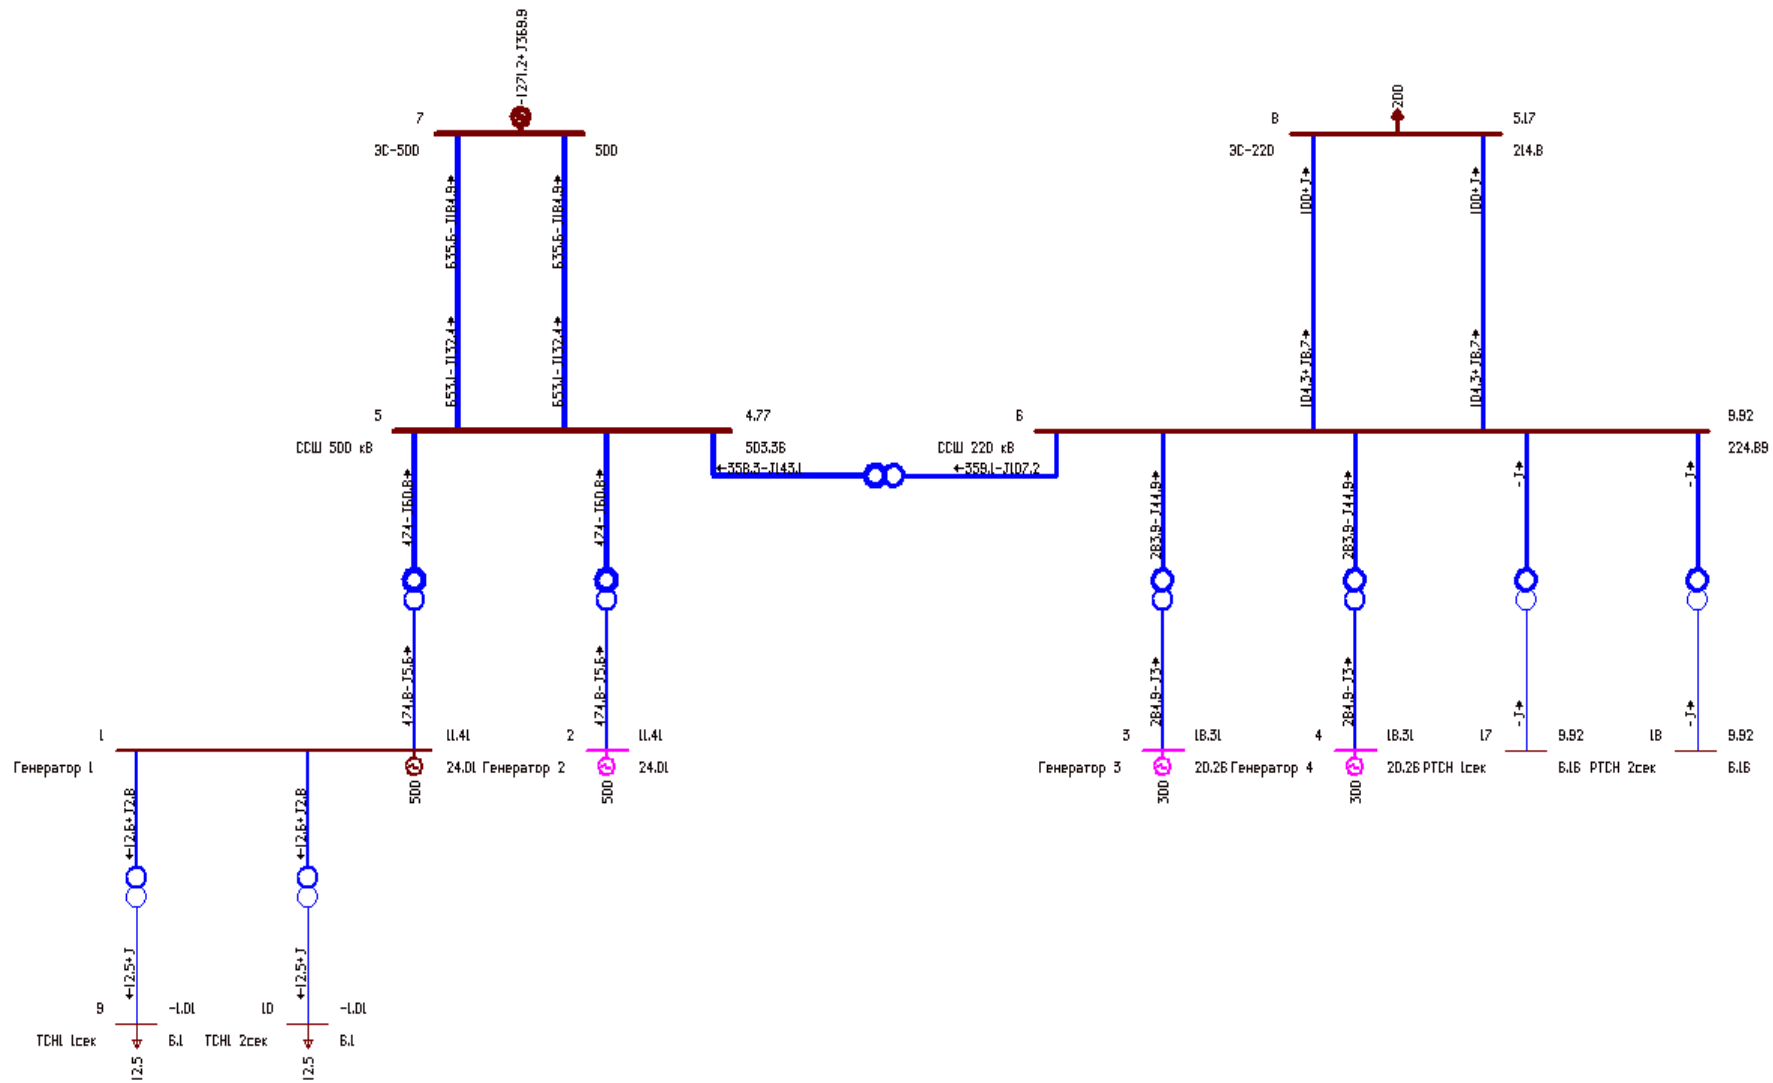 -1271.2+J369.9
7
ЭС-500
500
635.6-J184.9
635.6-J184.9
653.1-J132.4
653.1-J132.4
200
8
5.17
ЭС-220
214.8
100+J
100+J
104.3+J8.7
104.3+J8.7
5
4.77
ССШ 500 кВ
503.36
←358.3-J143.1
6
9.92
ССШ 220 кВ
224.89
←359.1-J107.2
474-J60.8
474-J60.8
283.9-J44.9
283.9-J44.9
-J
-J
474.8-J5.6
474.8-J5.6
284.9-J3
284.9-J3
-J
-J
1
11.41
Генератор 1
24.01
500
2
11.41
Генератор 2
24.01
500
3
18.31
Генератор 3
20.26
300
4
18.31
Генератор 4
20.26
300
17
9.92
РТСН 1сек
6.16
18
9.92
РТСН 2сек
6.16
←12.6+J2.8
←12.6+J2.8
←12.5+J
←12.5+J
9
-1.01
ТСН1 1сек
6.1
12.5
10
-1.01
ТСН1 2сек
6.1
12.5